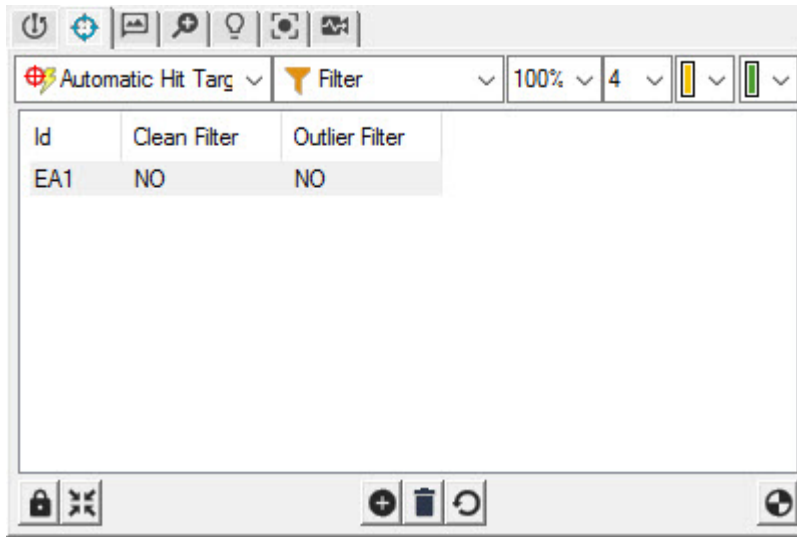 Automatic Hit Targ Filter 100% 4
Id Clean Filter Outlier Filter
EA1 NO NO